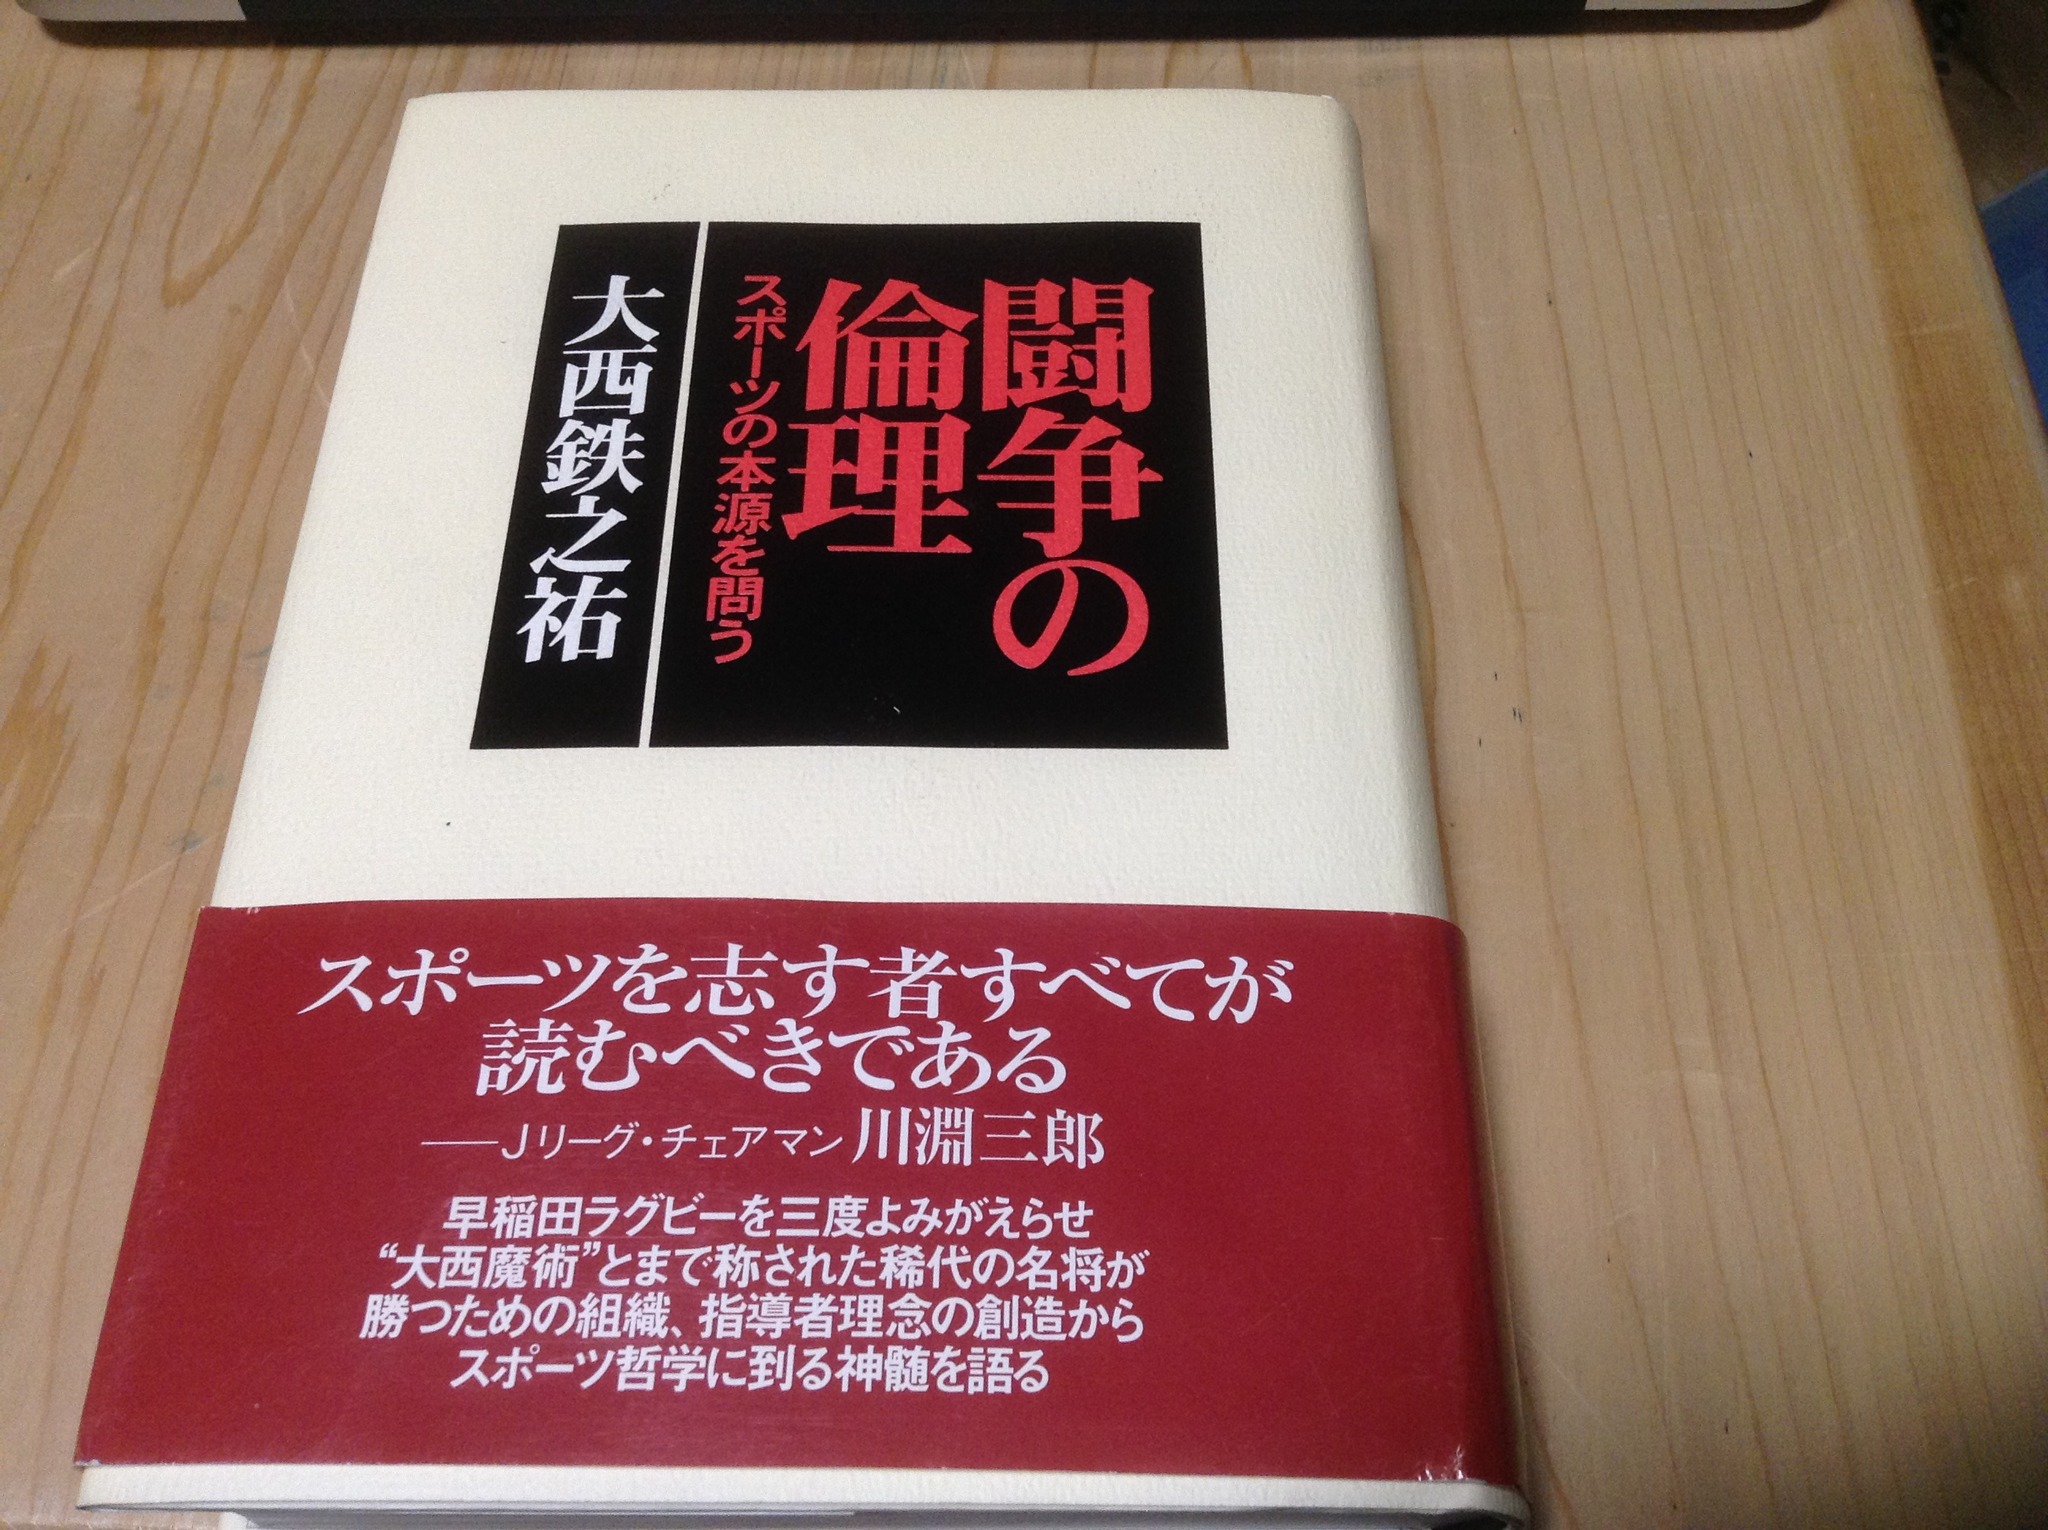 闘争の
倫理
スポーツの本源を問う
大西鉄之祐
スポーツを志す者すべてが
読むべきである
——Jリーグ・チェアマン 川淵三郎
早稲田ラグビーを三度よみがえらせ
“大西魔術”とまで称された稀代の名将が
勝つための組織、指導者理念の創造から
スポーツ哲学に到る神髄を語る